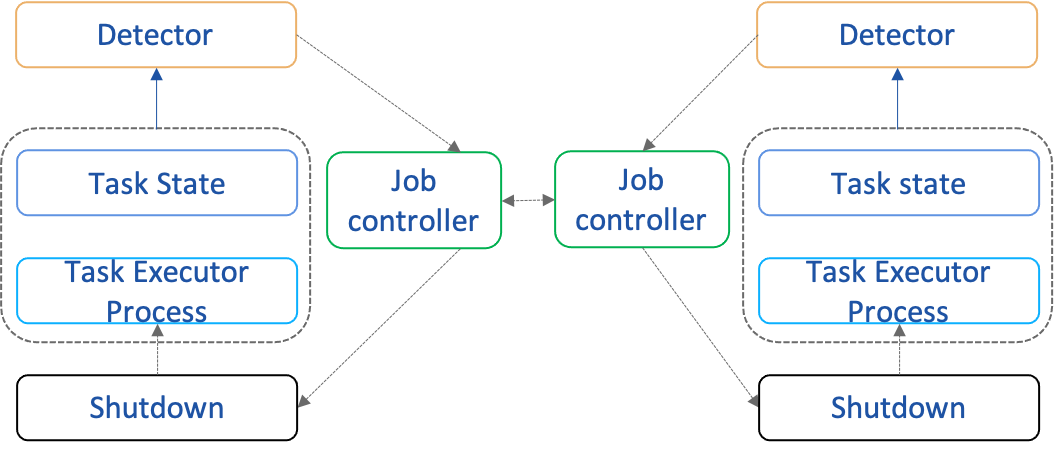 Detector
Task State
Task Executor
Process
Shutdown
Job
controller
Job
controller
Detector
Task state
Task Executor
Process
Shutdown